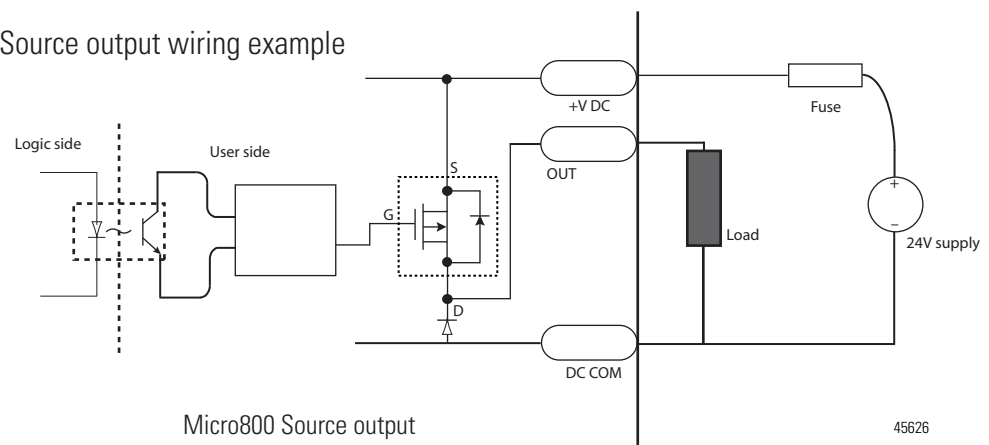 Source output wiring example
+V DC
Fuse
Logic side
User side
OUT
S
G
+
−
Load
24V supply
D
DC COM
Micro800 Source output
45626